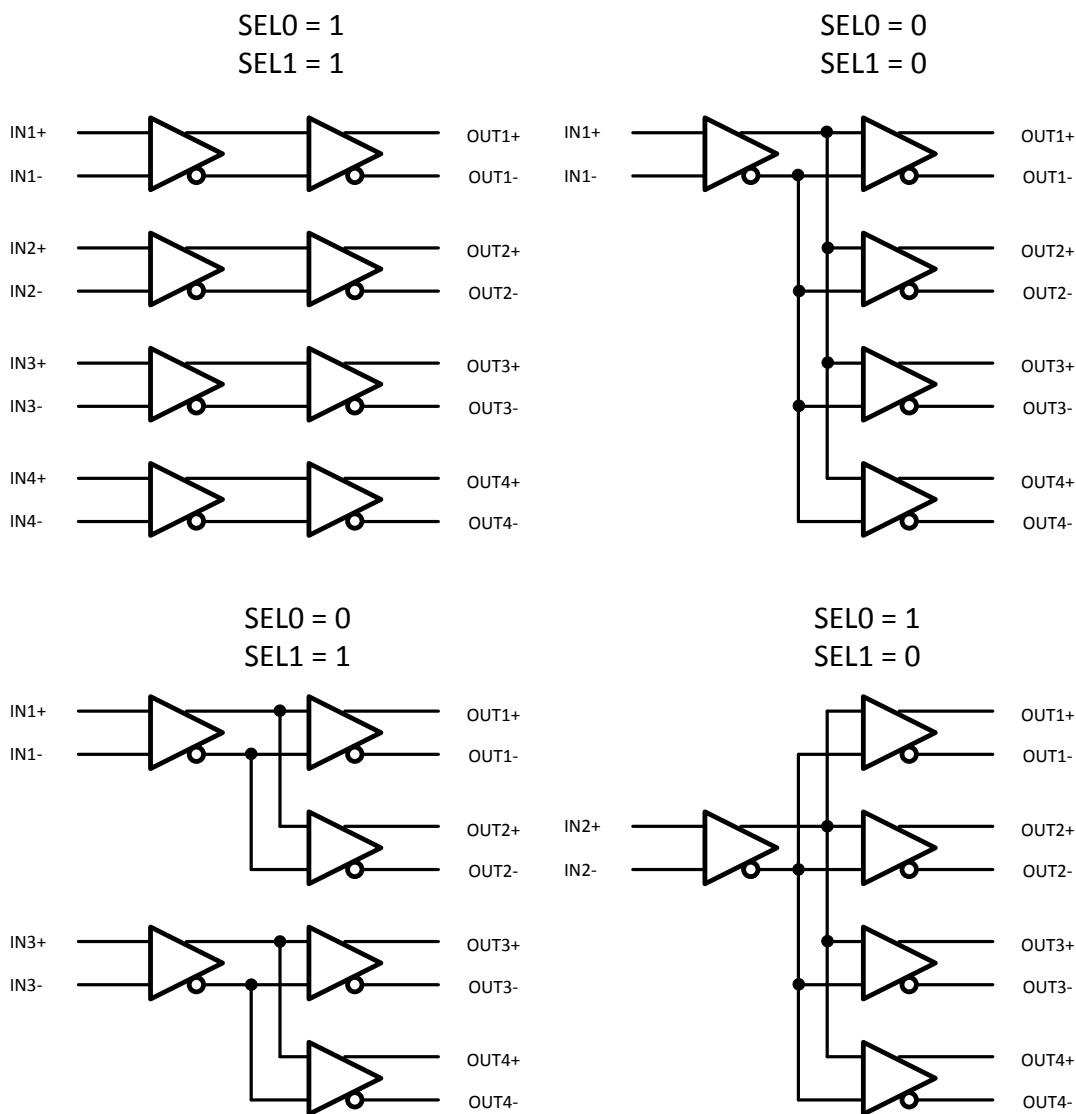 SEL0 = 1
SEL1 = 1
IN1+
IN1-
IN2+
IN2-
IN3+
IN3-
IN4+
IN4-
OUT1+
OUT1-
OUT2+
OUT2-
OUT3+
OUT3-
OUT4+
OUT4-
SEL0 = 0
SEL1 = 0
IN1+
IN1-
OUT1+
OUT1-
OUT2+
OUT2-
OUT3+
OUT3-
OUT4+
OUT4-
SEL0 = 0
SEL1 = 1
IN1+
IN1-
IN3+
IN3-
OUT1+
OUT1-
OUT2+
OUT2-
OUT3+
OUT3-
OUT4+
OUT4-
SEL0 = 1
SEL1 = 0
IN2+
IN2-
OUT1+
OUT1-
OUT2+
OUT2-
OUT3+
OUT3-
OUT4+
OUT4-